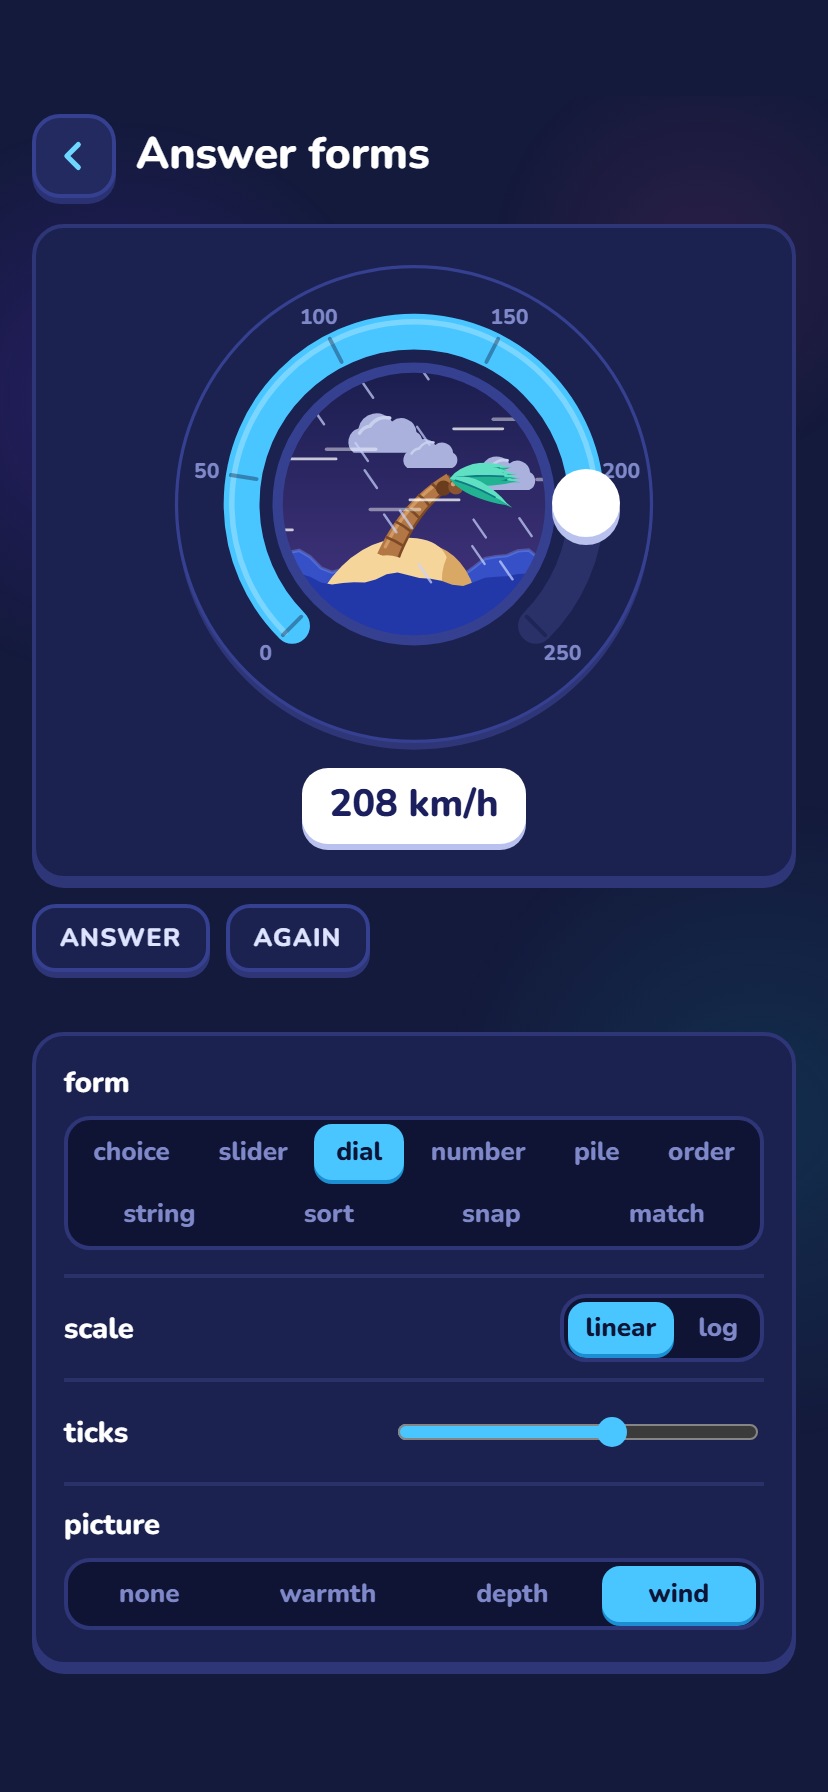 Answer forms
100
150
50
200
0
250
208 km/h
ANSWER
AGAIN
form
choice slider dial number pile order
string sort snap match
scale
linear log
ticks
picture
none warmth depth wind